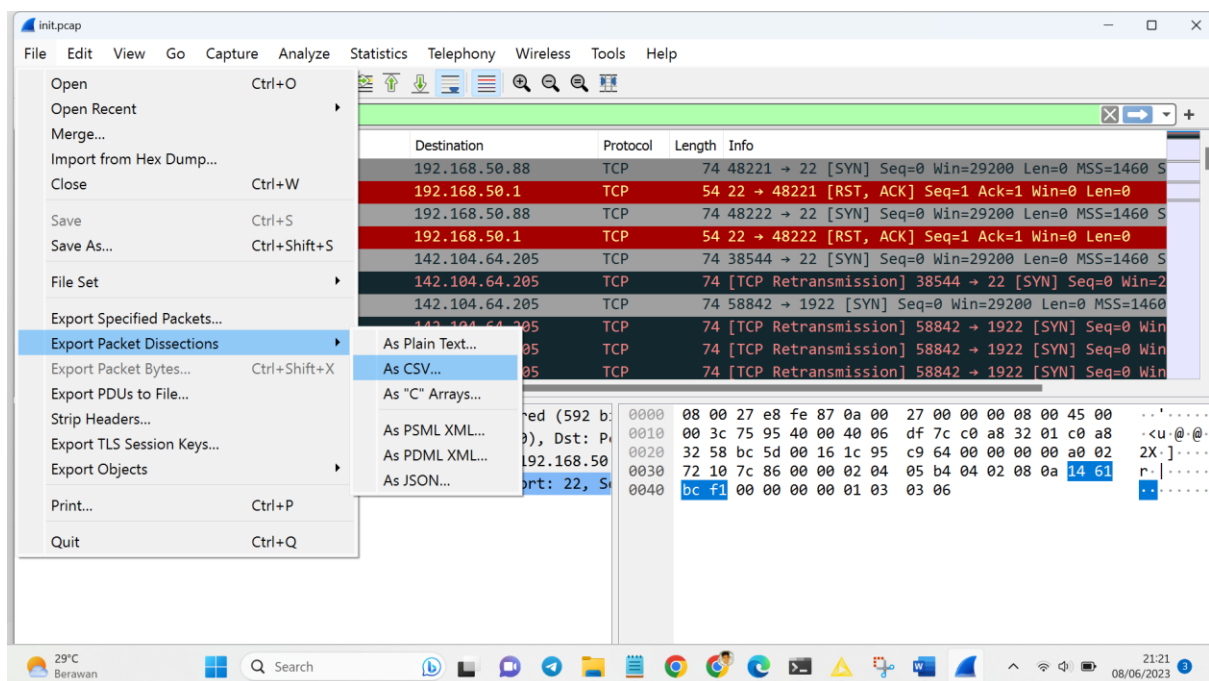 init.pcap
File Edit View Go Capture Analyze Statistics Telephony Wireless Tools Help
Open Ctrl+O
Open Recent
Merge...
Import from Hex Dump...
Close Ctrl+W
Save Ctrl+S
Save As... Ctrl+Shift+S
File Set
Export Specified Packets...
Export Packet Dissections
Export Packet Bytes... Ctrl+Shift+X
Export PDUs to File...
Strip Headers...
Export TLS Session Keys...
Export Objects
Print... Ctrl+P
Quit Ctrl+Q
As Plain Text...
As CSV...
As "C" Arrays...
As PSML XML...
As PDML XML...
As JSON...
Destination Protocol Length Info
192.168.50.88 TCP 74 48221 → 22 [SYN] Seq=0 Win=29200 Len=0 MSS=1460 S
192.168.50.1 TCP 54 22 → 48221 [RST, ACK] Seq=1 Ack=1 Win=0 Len=0
192.168.50.88 TCP 74 48222 → 22 [SYN] Seq=0 Win=29200 Len=0 MSS=1460 S
192.168.50.1 TCP 54 22 → 48222 [RST, ACK] Seq=1 Ack=1 Win=0 Len=0
142.104.64.205 TCP 74 38544 → 22 [SYN] Seq=0 Win=29200 Len=0 MSS=1460 S
142.104.64.205 TCP 74 [TCP Retransmission] 38544 → 22 [SYN] Seq=0 Win=2
142.104.64.205 TCP 74 58842 → 1922 [SYN] Seq=0 Win=29200 Len=0 MSS=1460
142.104.64.205 TCP 74 [TCP Retransmission] 58842 → 1922 [SYN] Seq=0 Win
05 TCP 74 [TCP Retransmission] 58842 → 1922 [SYN] Seq=0 Win
05 TCP 74 [TCP Retransmission] 58842 → 1922 [SYN] Seq=0 Win
red (592 b
), Dst: P
192.168.50
ort: 22, S
0000 08 00 27 e8 fe 87 0a 00 27 00 00 00 08 00 45 00 ··'·····
0010 00 3c 75 95 40 00 40 06 df 7c c0 a8 32 01 c0 a8 ·<u·@·@·
0020 32 58 bc 5d 00 16 1c 95 c9 64 00 00 00 00 a0 02 2X·]····
0030 72 10 7c 86 00 00 02 04 05 b4 04 02 08 0a 14 61 r·|·····
0040 bc f1 00 00 00 00 01 03 03 06 ········
29°C
Berawan
Search
21:21
08/06/2023
3